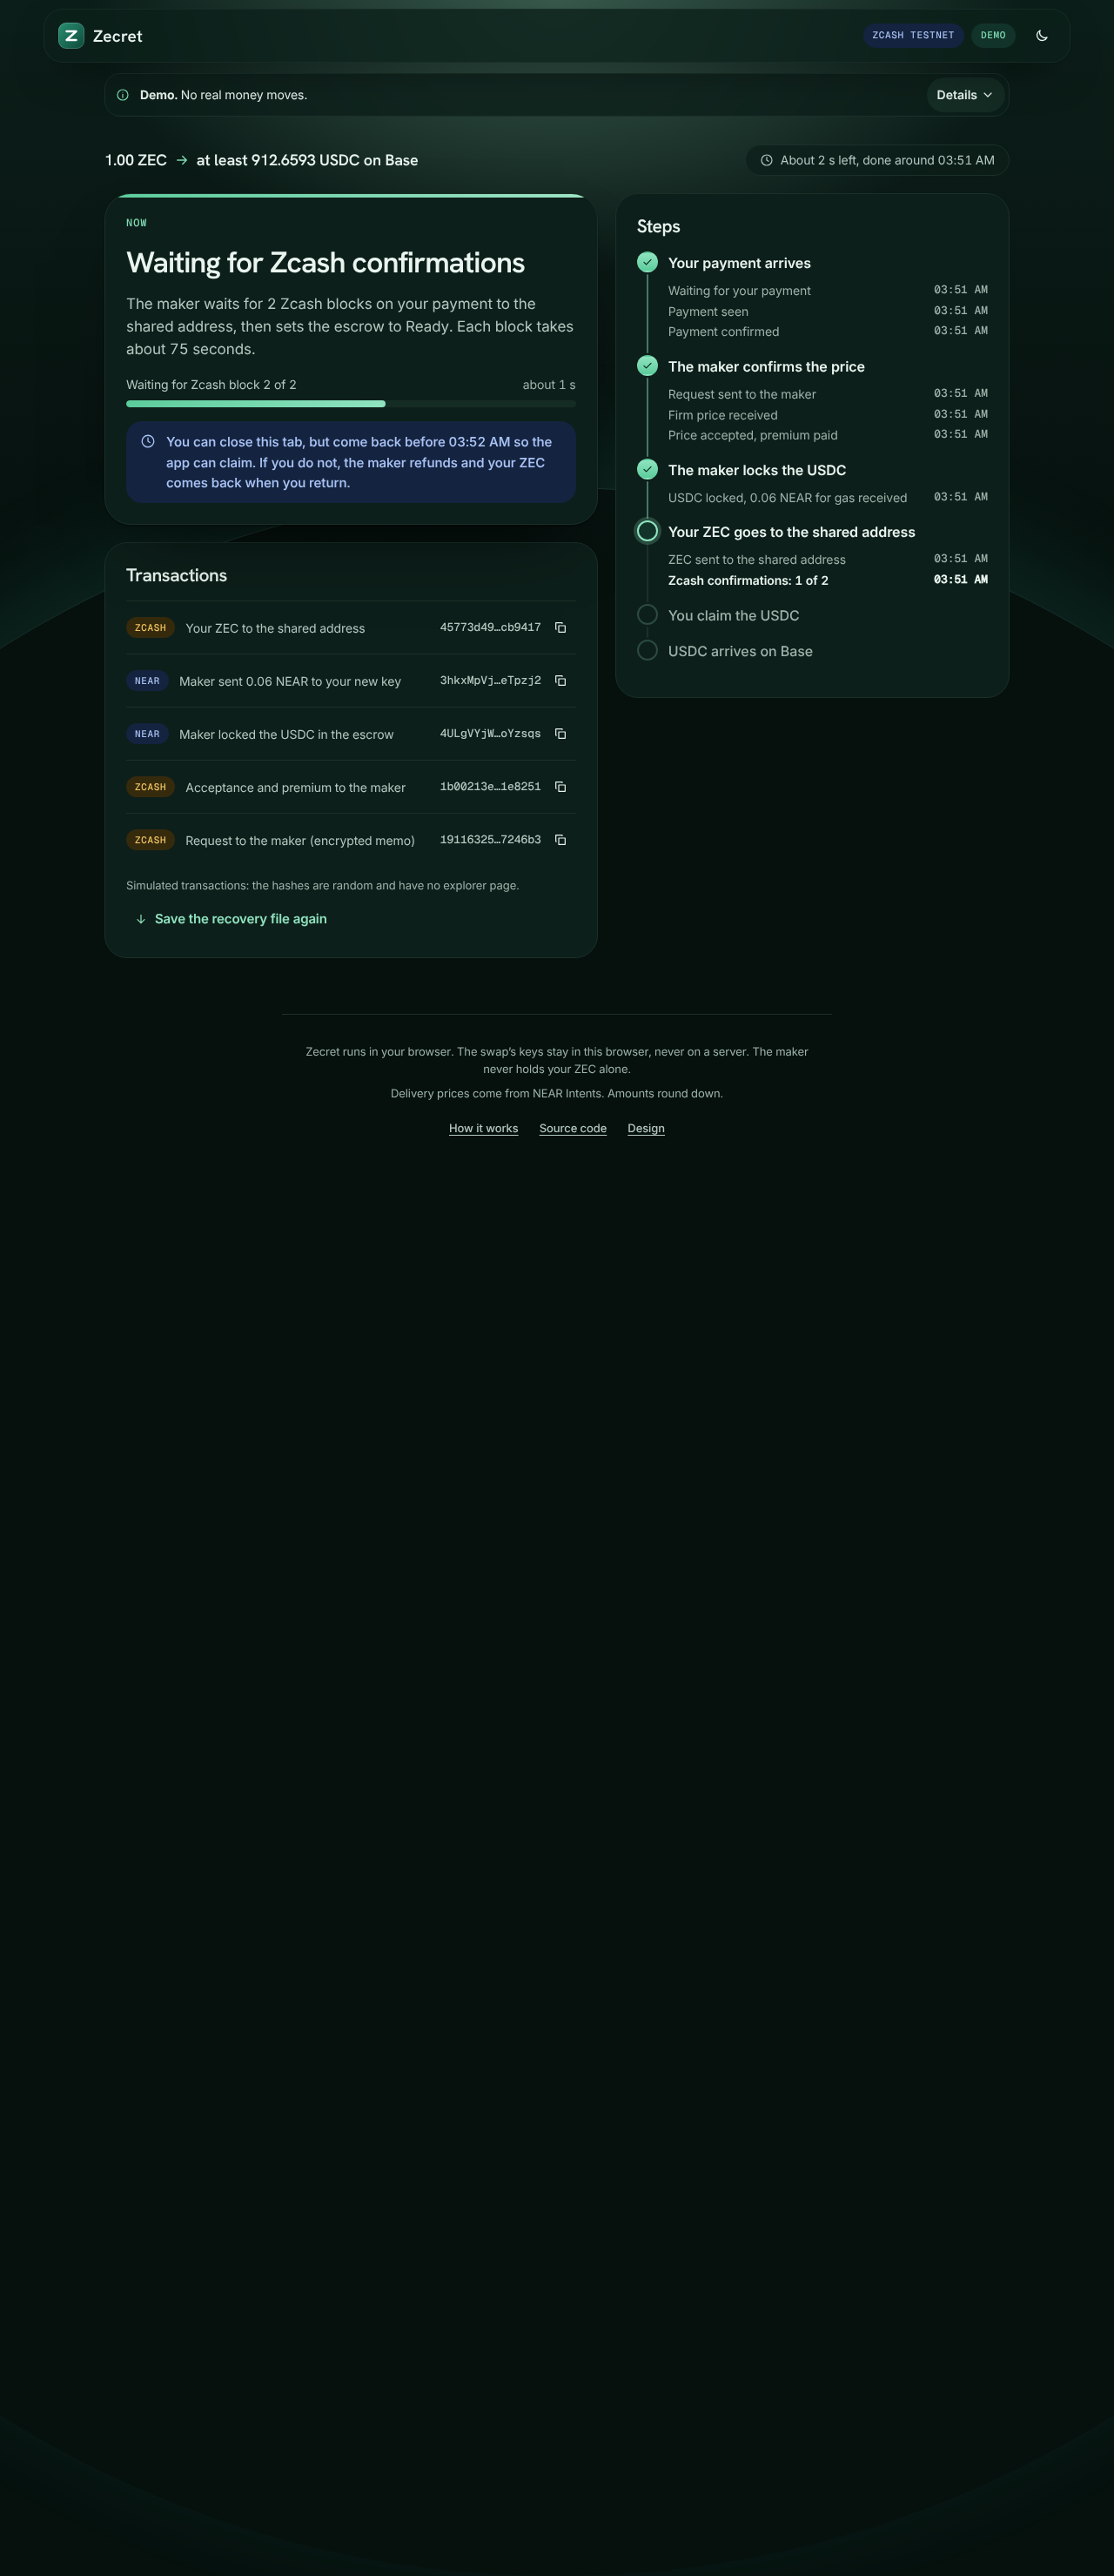 Zecret
ZCASH TESTNET
DEMO
Demo. No real money moves.
Details
1.00 ZEC → at least 912.6593 USDC on Base
About 2 s left, done around 03:51 AM
NOW
Waiting for Zcash confirmations
The maker waits for 2 Zcash blocks on your payment to the
shared address, then sets the escrow to Ready. Each block takes
about 75 seconds.
Waiting for Zcash block 2 of 2
about 1 s
You can close this tab, but come back before 03:52 AM so the
app can claim. If you do not, the maker refunds and your ZEC
comes back when you return.
Transactions
ZCASH Your ZEC to the shared address 45773d49…cb9417
NEAR Maker sent 0.06 NEAR to your new key 3hkxMpVj…eTpzj2
NEAR Maker locked the USDC in the escrow 4ULgVYjW…oYzsqs
ZCASH Acceptance and premium to the maker 1b00213e…1e8251
ZCASH Request to the maker (encrypted memo) 19116325…7246b3
Simulated transactions: the hashes are random and have no explorer page.
Save the recovery file again
Steps
Your payment arrives
Waiting for your payment 03:51 AM
Payment seen 03:51 AM
Payment confirmed 03:51 AM
The maker confirms the price
Request sent to the maker 03:51 AM
Firm price received 03:51 AM
Price accepted, premium paid 03:51 AM
The maker locks the USDC
USDC locked, 0.06 NEAR for gas received 03:51 AM
Your ZEC goes to the shared address
ZEC sent to the shared address 03:51 AM
Zcash confirmations: 1 of 2 03:51 AM
You claim the USDC
USDC arrives on Base
Zecret runs in your browser. The swap's keys stay in this browser, never on a server. The maker
never holds your ZEC alone.
Delivery prices come from NEAR Intents. Amounts round down.
How it works Source code Design